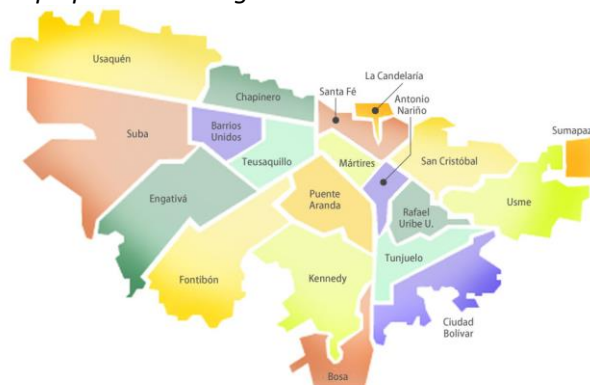 Usaquén
La Candelaria
Santa Fé
Antonio
Nariño
Chapinero
Suba
Barrios
Unidos
Sumapaz
Teusaquillo
Mártires
San Cristóbal
Engativá
Puente
Aranda
Rafael
Uribe U.
Usme
Tunjuelo
Fontibón
Kennedy
Ciudad
Bolívar
Bosa